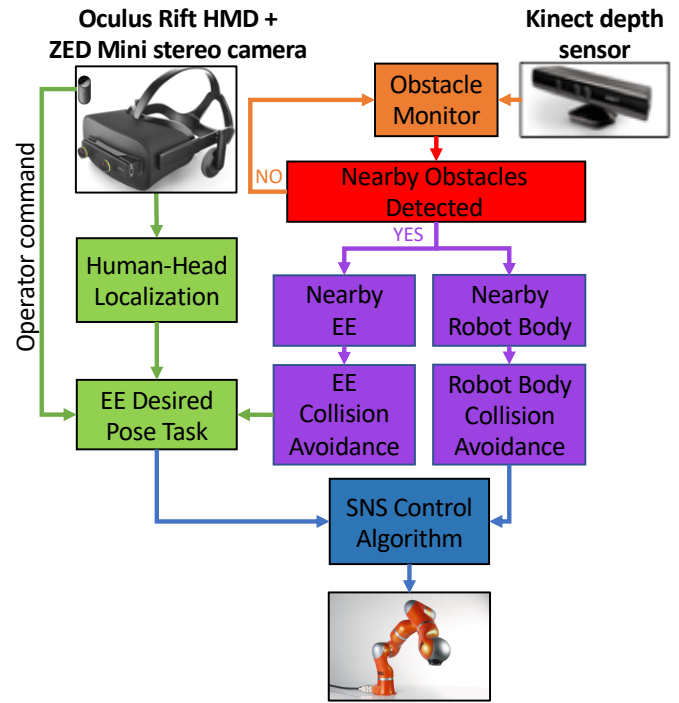 Oculus Rift HMD +
ZED Mini stereo camera
Kinect depth
sensor
Obstacle
Monitor
NO
Nearby Obstacles
Detected
YES
Operator command
Human-Head
Localization
Nearby
EE
Nearby
Robot Body
EE Desired
Pose Task
EE
Collision
Avoidance
Robot Body
Collision
Avoidance
SNS Control
Algorithm